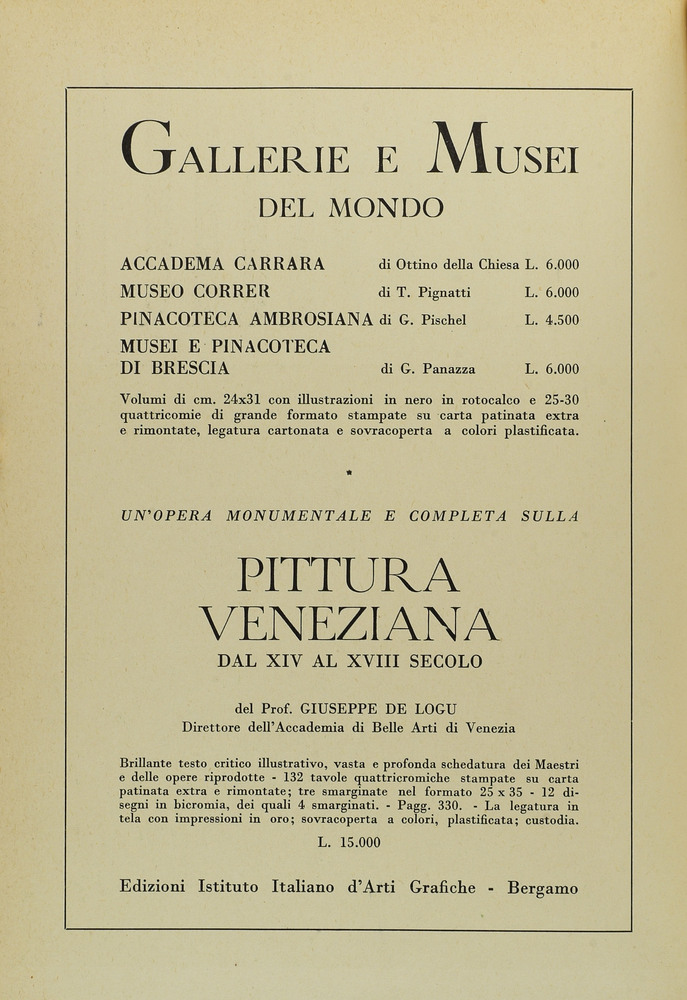 GALLERIE E MUSEI
DEL MONDO
ACCADEMA CARRARA di Ottino della Chiesa L. 6.000
MUSEO CORRER di T. Pignatti L. 6.000
PINACOTECA AMBROSIANA di G. Pischel L. 4.500
MUSEI E PINACOTECA
DI BRESCIA di G. Panazza L. 6.000
Volumi di cm. 24x31 con illustrazioni in nero in rotocalco e 25-30
quattricomie di grande formato stampate su carta patinata extra
e rimontate, legatura cartonata e sovracoperta a colori plastificata.
*
UN'OPERA MONUMENTALE E COMPLETA SULLA
PITTURA
VENEZIANA
DAL XIV AL XVIII SECOLO
del Prof. GIUSEPPE DE LOGU
Direttore dell'Accademia di Belle Arti di Venezia
Brillante testo critico illustrativo, vasta e profonda schedatura dei Maestri
e delle opere riprodotte - 132 tavole quattricromiche stampate su carta
patinata extra e rimontate; tre smarginate nel formato 25 x 35 - 12 di-
segni in bicromia, dei quali 4 smarginati. - Pagg. 330. - La legatura in
tela con impressioni in oro; sovracoperta a colori, plastificata; custodia.
L. 15.000
Edizioni Istituto Italiano d'Arti Grafiche - Bergamo